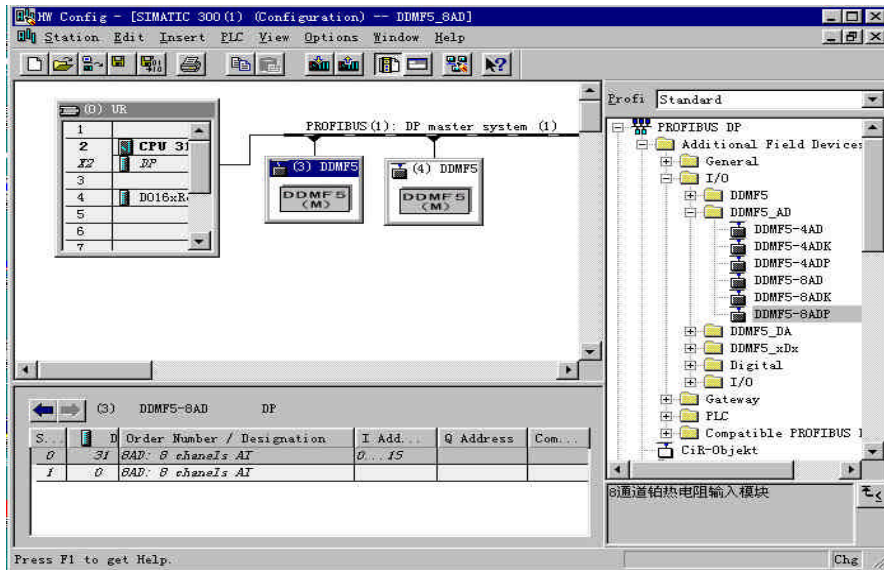 HW Config - [SIMATIC 300(1) (Configuration) -- DDMF5_8AD]
Station Edit Insert PLC View Options Window Help
(0) UR
1
2 CPU 31
X2 DP
3
4 DO16xRe
5
6
7
PROFIBUS(1): DP master system (1)
(3) DDMF5
DDMF5
(M)
(4) DDMF5
DDMF5
(M)
Profi Standard
PROFIBUS DP
Additional Field Devices
General
I/O
DDMF5
DDMF5_AD
DDMF5-4AD
DDMF5-4ADK
DDMF5-4ADP
DDMF5-8AD
DDMF5-8ADK
DDMF5-8ADP
DDMF5_DA
DDMF5_xDx
Digital
I/O
Gateway
PLC
Compatible PROFIBUS
CiR-Objekt
8通道铂热电阻输入模块
(3) DDMF5-8AD DP
S... D Order Number / Designation I Add... Q Address Com...
0 31 8AD: 8 chanels AI 0...15
1 0 8AD: 8 chanels AI
Press F1 to get Help.
Chg